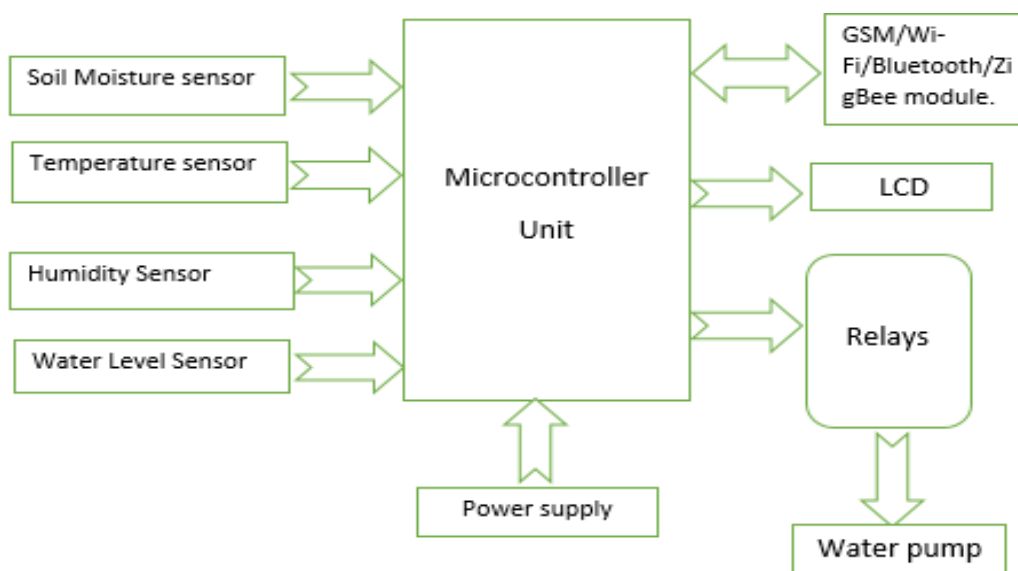 Soil Moisture sensor
Temperature sensor
Humidity Sensor
Water Level Sensor
Microcontroller
Unit
Power supply
GSM/Wi-
Fi/Bluetooth/Zi
gBee module.
LCD
Relays
Water pump